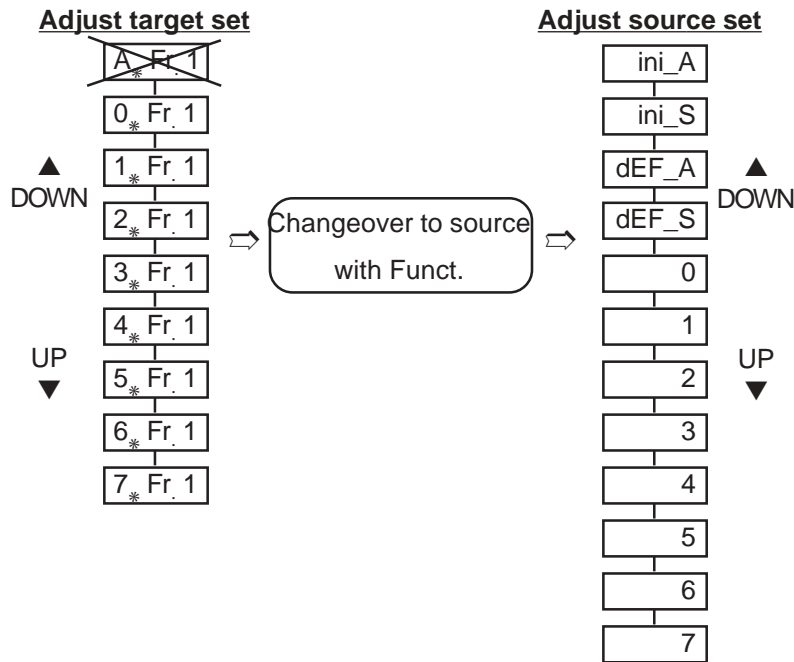 Adjust target set
A* Fr. 1
0* Fr. 1
1* Fr. 1
2* Fr. 1
3* Fr. 1
4* Fr. 1
5* Fr. 1
6* Fr. 1
7* Fr. 1
▲
DOWN
UP
▼
⇨
Changeover to source
with Funct.
⇨
Adjust source set
ini_A
ini_S
dEF_A
dEF_S
0
1
2
3
4
5
6
7
▲
DOWN
UP
▼